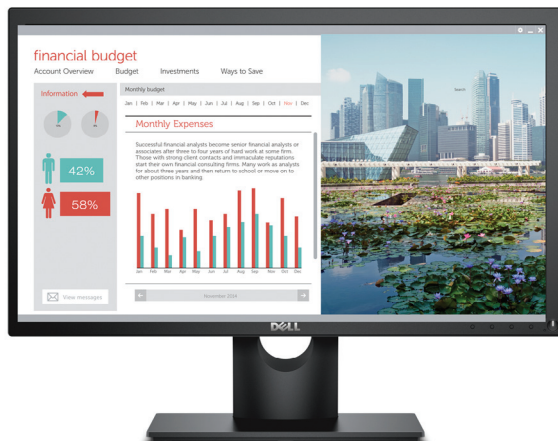 financial budget
Account Overview Budget Investments Ways to Save
Information
Monthly budget
Jan | Feb | Mar | Apr | May | Jun | Jul | Aug | Sep | Oct | Nov | Dec
Monthly Expenses
Successful financial analysts become senior financial analysts or
associates after three to four years of hard work at some firms.
Those with strong client contacts and immaculate reputations
start their own financial consulting firms. Many work as analysts
for about three years and then return to school or move on to
other positions in banking.
42%
58%
Jan Feb Mar Apr May Jun Jul Aug Sep Nov Oct Dec
View messages
November 2014
DELL